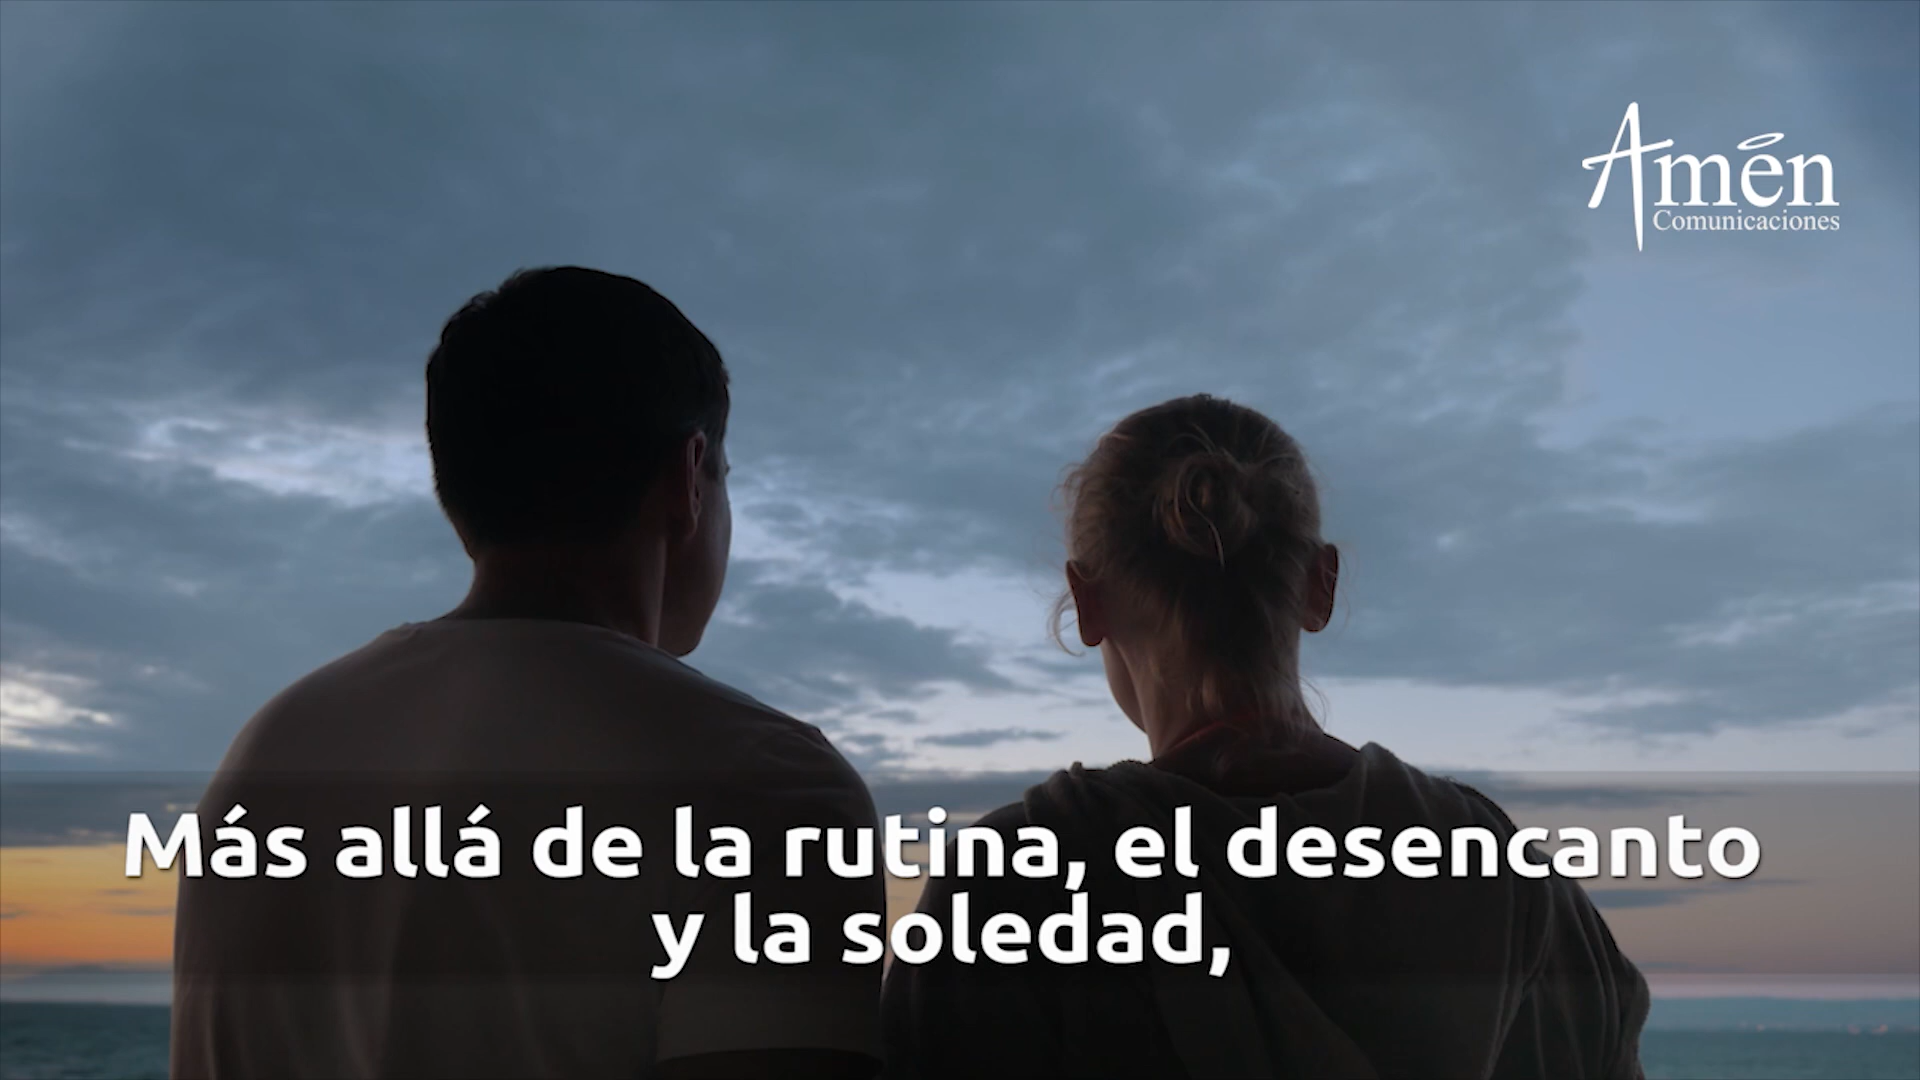 Amén
Comunicaciones
Más allá de la rutina, el desencanto
y la soledad,